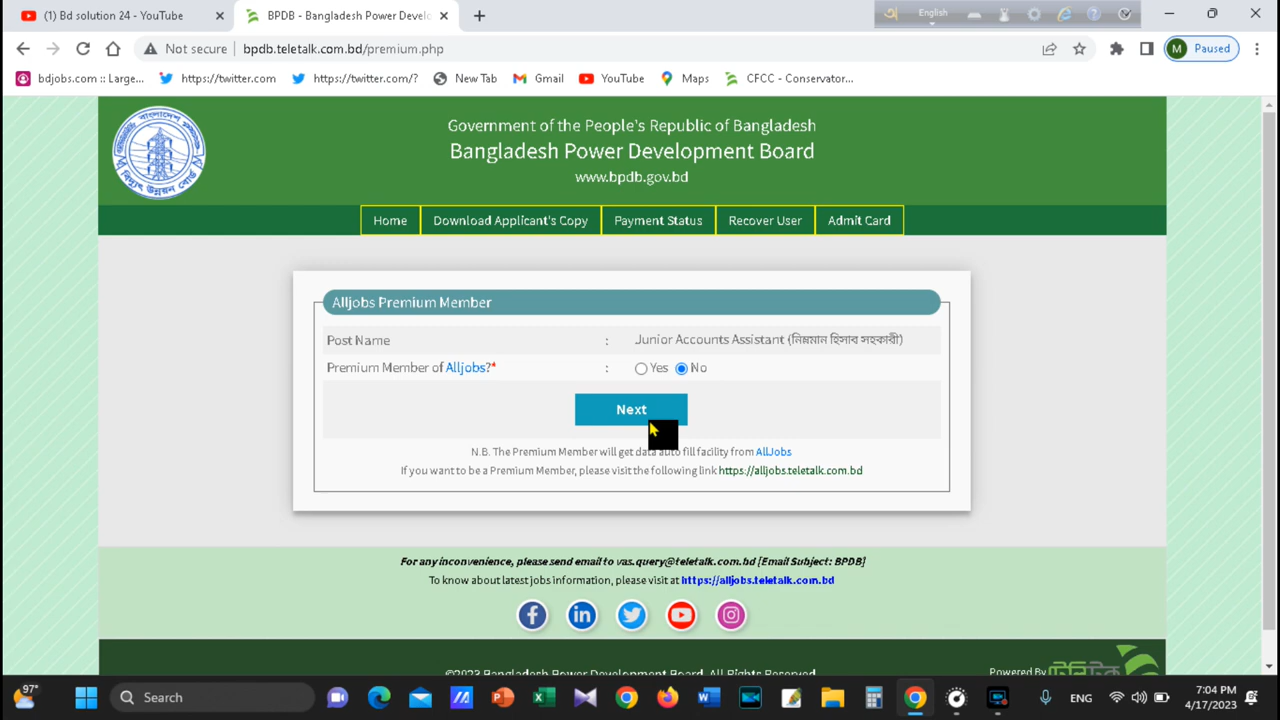 (1) Bd solution 24 - YouTube
BPDB - Bangladesh Power Develo
English
Not secure
bpdb.teletalk.com.bd/premium.php
M
Paused
bdjobs.com :: Large...
https://twitter.com
https://twitter.com/?
New Tab
Gmail
YouTube
Maps
CFCC - Conservator...
Government of the People's Republic of Bangladesh
Bangladesh Power Development Board
www.bpdb.gov.bd
Home
Download Applicant's Copy
Payment Status
Recover User
Admit Card
Alljobs Premium Member
Post Name : Junior Accounts Assistant (নিম্নমান হিসাব সহকারী)
Premium Member of Alljobs?* : Yes No
Next
N.B. The Premium Member will get data auto fill facility from AllJobs
If you want to be a Premium Member, please visit the following link https://alljobs.teletalk.com.bd
For any inconvenience, please send email to vas.query@teletalk.com.bd [Email Subject: BPDB]
To know about latest jobs information, please visit at https://alljobs.teletalk.com.bd
©2023 Bangladesh Power Development Board, All Rights Reserved
Powered By
টেলিটক
97°
Search
ENG
7:04 PM
4/17/2023